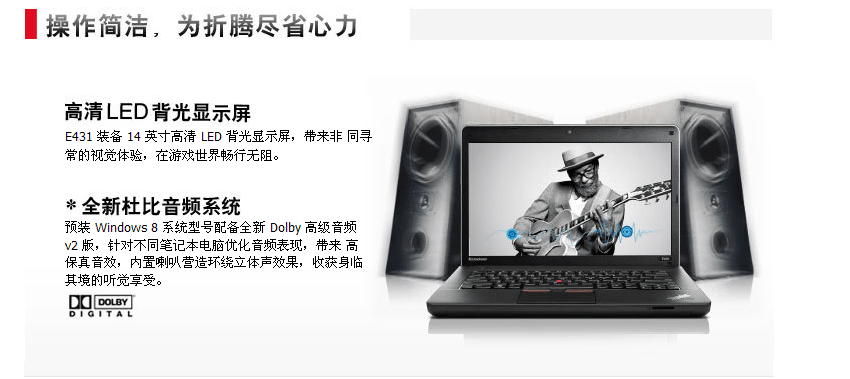 操作简洁，为折腾尽省心力
高清 LED 背光显示屏
E431 装备 14 英寸高清 LED 背光显示屏，带来非 同寻
常的视觉体验，在游戏世界畅行无阻。
* 全新杜比音频系统
预装 Windows 8 系统型号配备全新 Dolby 高级音频
v2 版，针对不同笔记本电脑优化音频表现，带来 高
保真音效，内置喇叭营造环绕立体声效果，收获身临
其境的听觉享受。
DOLBY
DIGITAL